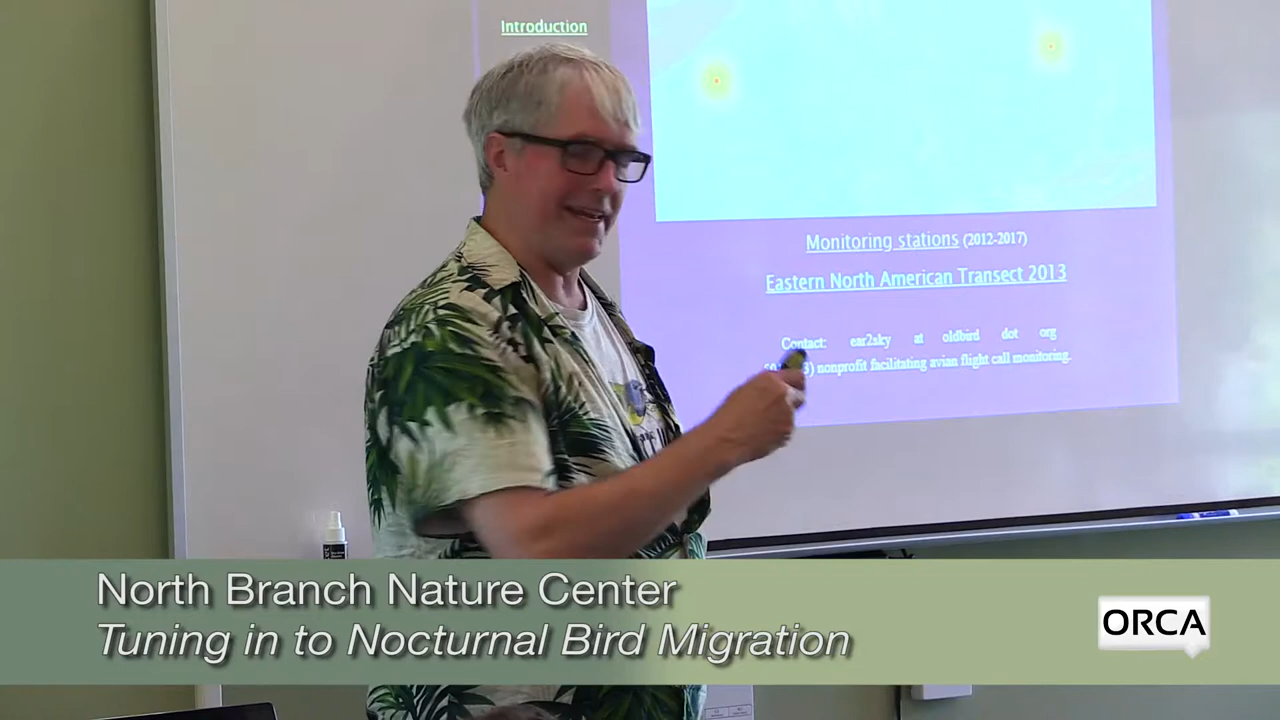 Introduction
Monitoring stations (2012-2017)
Eastern North American Transect 2013
Contact: ear2sky at oldbird dot org
nonprofit facilitating avian flight call monitoring.
North Branch Nature Center
Tuning in to Nocturnal Bird Migration
ORCA